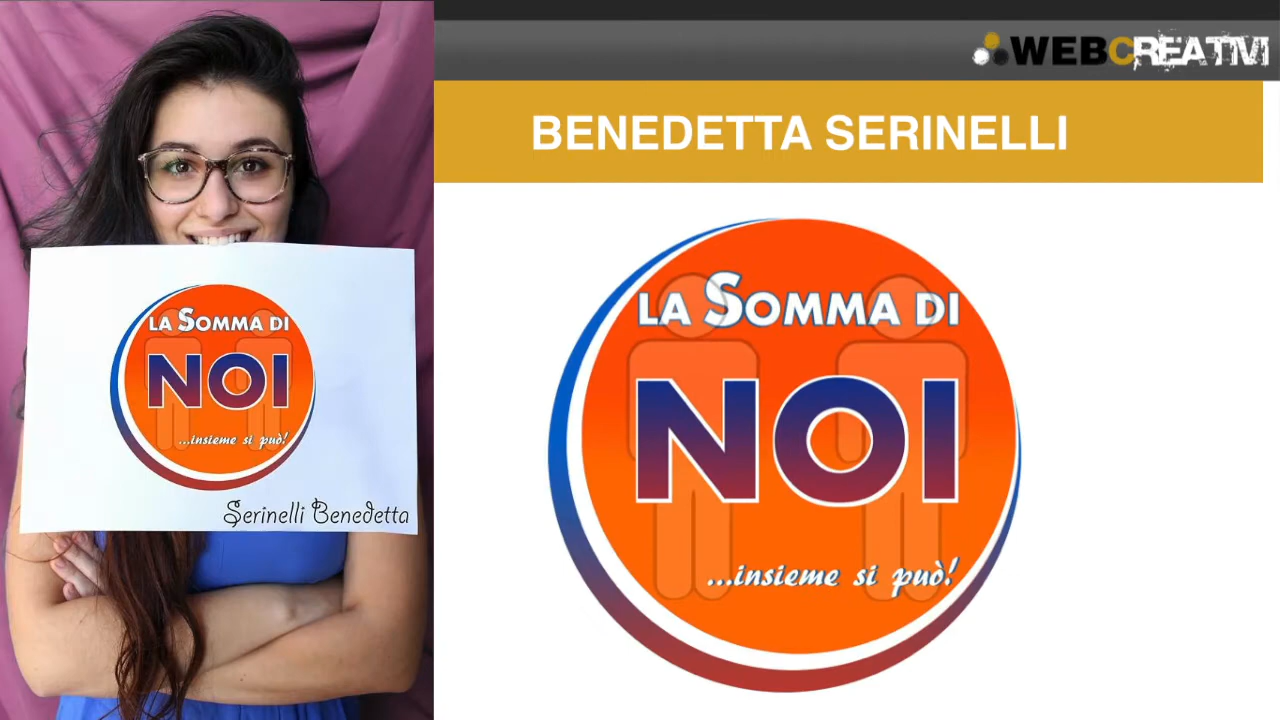 WEBCREATIVI
BENEDETTA SERINELLI
LA SOMMA DI
NOI
...insieme si può!
Serinelli Benedetta
LA SOMMA DI
NOI
...insieme si può!